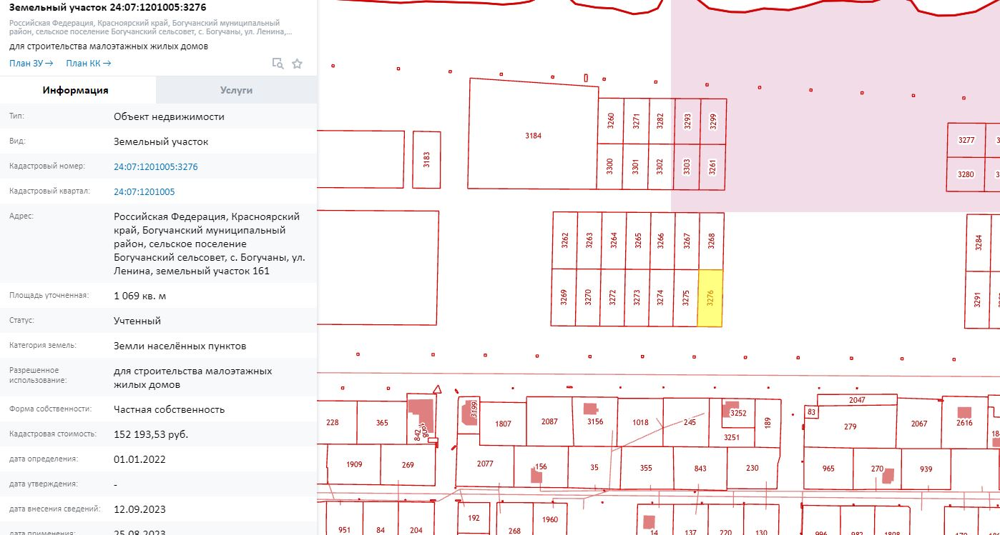 Земельный участок 24:07:1201005:3276
Российская Федерация, Красноярский край, Богучанский муниципальный
район, сельское поселение Богучанский сельсовет, с. Богучаны, ул. Ленина,...
для строительства малоэтажных жилых домов
План ЗУ → План КК →
Информация Услуги
Тип: Объект недвижимости
Вид: Земельный участок
Кадастровый номер: 24:07:1201005:3276
Кадастровый квартал: 24:07:1201005
Адрес: Российская Федерация, Красноярский
край, Богучанский муниципальный
район, сельское поселение
Богучанский сельсовет, с. Богучаны, ул.
Ленина, земельный участок 161
Площадь уточненная: 1 069 кв. м
Статус: Учтенный
Категория земель: Земли населённых пунктов
Разрешенное
использование:
для строительства малоэтажных
жилых домов
Форма собственности: Частная собственность
Кадастровая стоимость: 152 193,53 руб.
дата определения: 01.01.2022
дата утверждения: -
дата внесения сведений: 12.09.2023
дата применения: 25.08.2023
3183 3184
3260 3271 3282 3293 3299
3300 3301 3302 3303 3261
3277
3280
3262 3263 3264 3265 3266 3267 3268
3269 3270 3272 3273 3274 3275 3276
3284
3291
228 365 842 1908 3199 1807 2087 3156 1018 245 3252 3251 189 83 2047 279 2067 2616
1909 269 2077 156 35 355 843 230 965 270 939
951 84 204 192 268 1960 14 137 220 130 996 982 1808